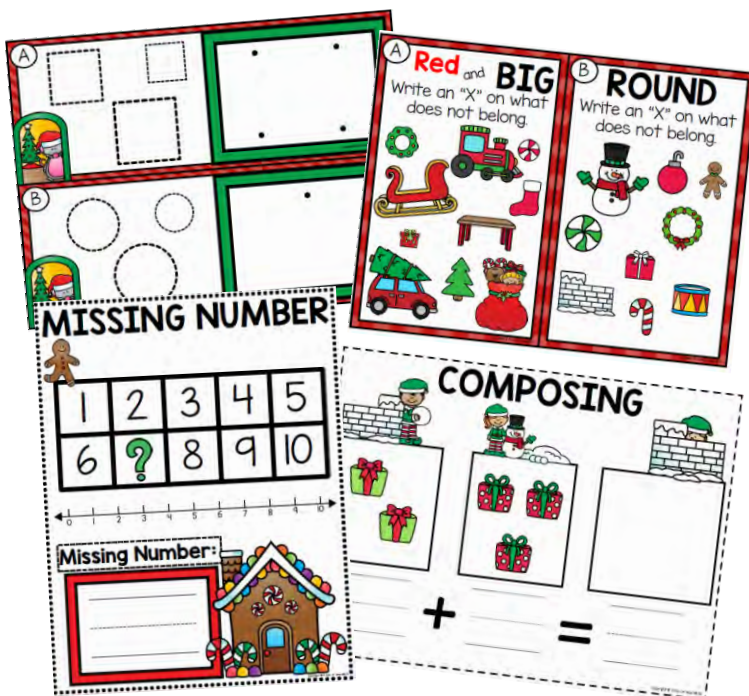 A
B
A
Red and BIG
Write an "X" on what
does not belong.
B
ROUND
Write an "X" on what
does not belong.
MISSING NUMBER
1 2 3 4 5
6 ? 8 9 10
0 1 2 3 4 5 6 7 8 9 10
Missing Number:
COMPOSING
+ =